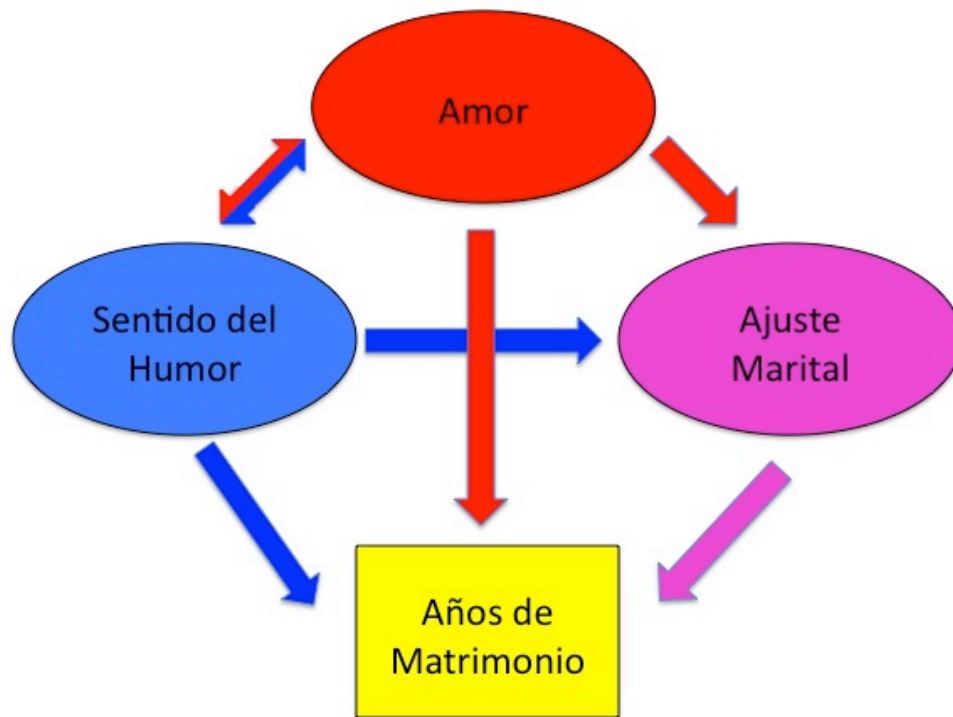 Amor
Sentido del
Humor
Ajuste
Marital
Años de
Matrimonio